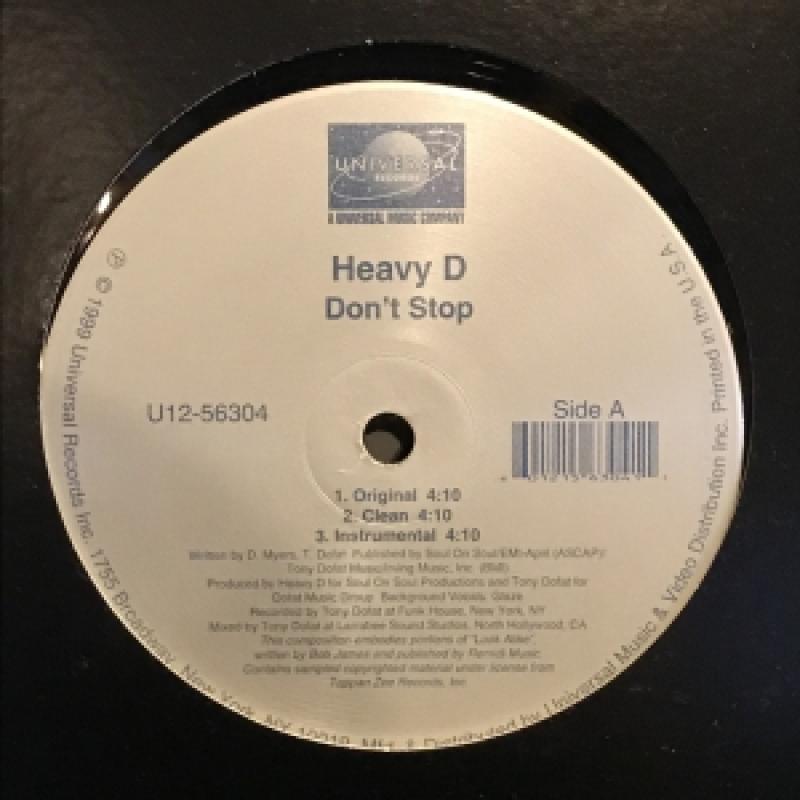 UNIVERSAL
RECORDS
A UNIVERSAL MUSIC COMPANY
Heavy D
Don't Stop
U12-56304
Side A
1. Original 4:10
2. Clean 4:10
3. Instrumental 4:10
Written by D. Myers, T. Dofat Published by Soul On Soul/EMI-April (ASCAP)/
Tony Dofat Music/Irving Music, Inc. (BMI)
Produced by Heavy D for Soul On Soul Productions and Tony Dofat for
Dofat Music Group Background Vocals: Glaze
Recorded by Tony Dofat at Funk House, New York, NY
Mixed by Tony Dofat at Larrabee Sound Studios, North Hollywood, CA
This composition embodies portions of "Look Alike",
written by Bob James and published by Remidi Music.
Contains sampled copyrighted material under license from
Tappan Zee Records, Inc.
℗ © 1999 Universal Records Inc. 1755 Broadway, New York, NY 10019. Mfd. & Distributed by Universal Music & Video Distribution Inc. Printed in the U.S.A.